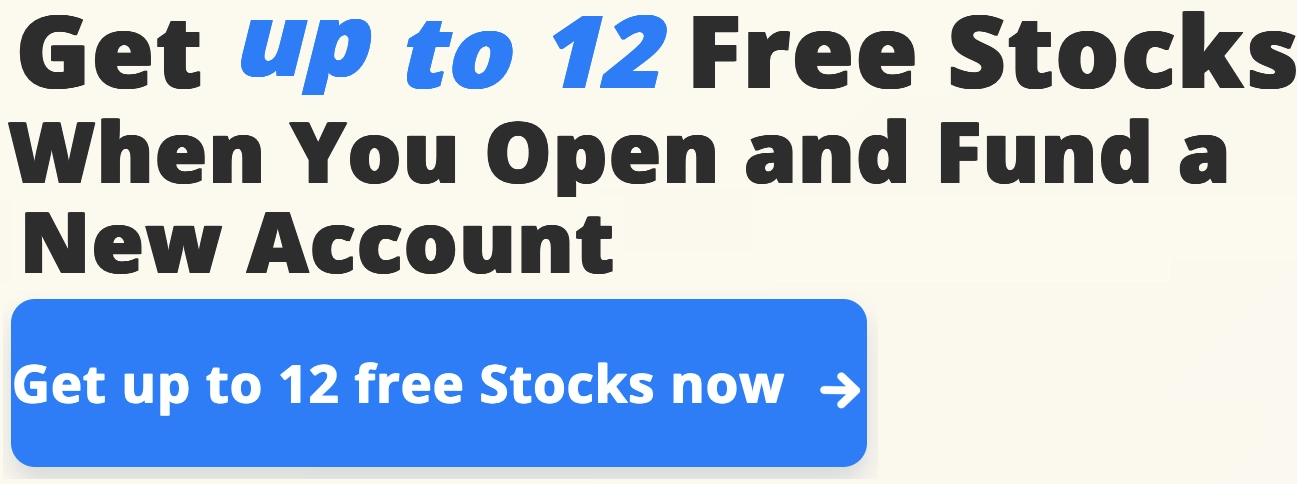 Get up to 12 Free Stocks
When You Open and Fund a
New Account
Get up to 12 free Stocks now →